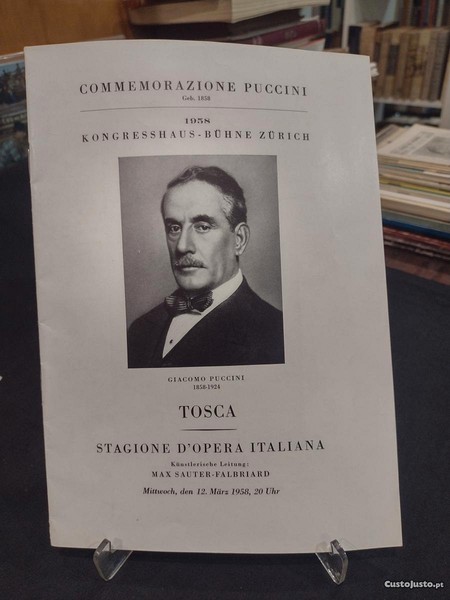 COMMEMORAZIONE PUCCINI
Geb. 1858
1958
KONGRESSHAUS-BÜHNE ZÜRICH
GIACOMO PUCCINI
1858-1924
TOSCA
STAGIONE D'OPERA ITALIANA
Künstlerische Leitung:
MAX SAUTER-FALBRIARD
Mittwoch, den 12. März 1958, 20 Uhr
CustoJusto.pt